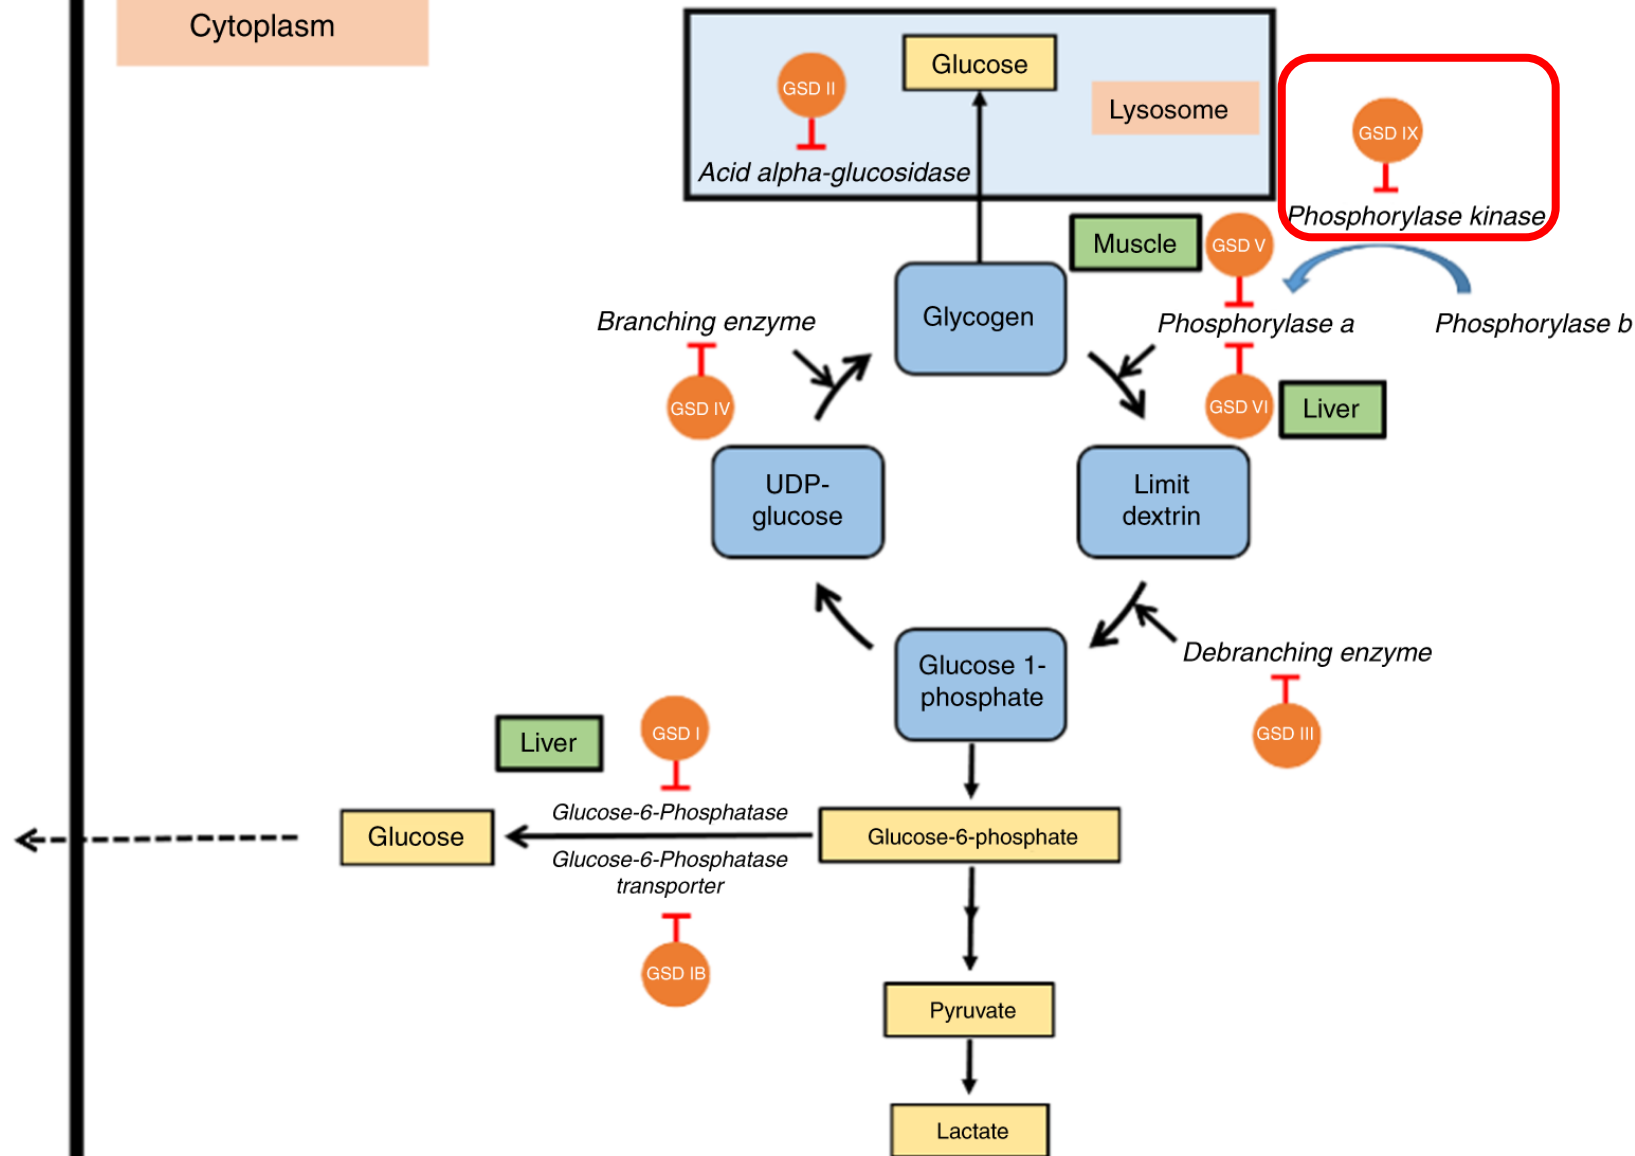 Cytoplasm
Glucose
GSD II
Lysosome
Acid alpha-glucosidase
GSD IX
Phosphorylase kinase
Muscle
GSD V
Glycogen
Branching enzyme
Phosphorylase a
Phosphorylase b
GSD IV
GSD VI
Liver
UDP-
glucose
Limit
dextrin
Glucose 1-
phosphate
Debranching enzyme
GSD III
Liver
GSD I
Glucose-6-Phosphatase
Glucose
Glucose-6-phosphate
Glucose-6-Phosphatase
transporter
GSD IB
Pyruvate
Lactate